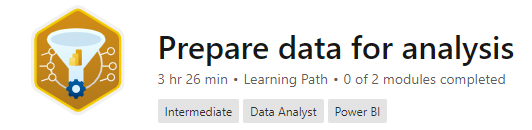 Prepare data for analysis
3 hr 26 min • Learning Path • 0 of 2 modules completed
Intermediate Data Analyst Power BI